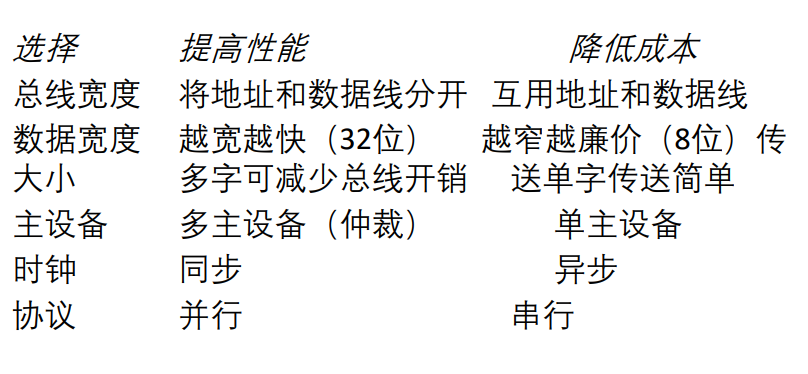 选择 提高性能 降低成本
总线宽度 将地址和数据线分开 互用地址和数据线
数据宽度 越宽越快（32位） 越窄越廉价（8位）传
大小 多字可减少总线开销 送单字传送简单
主设备 多主设备（仲裁） 单主设备
时钟 同步 异步
协议 并行 串行